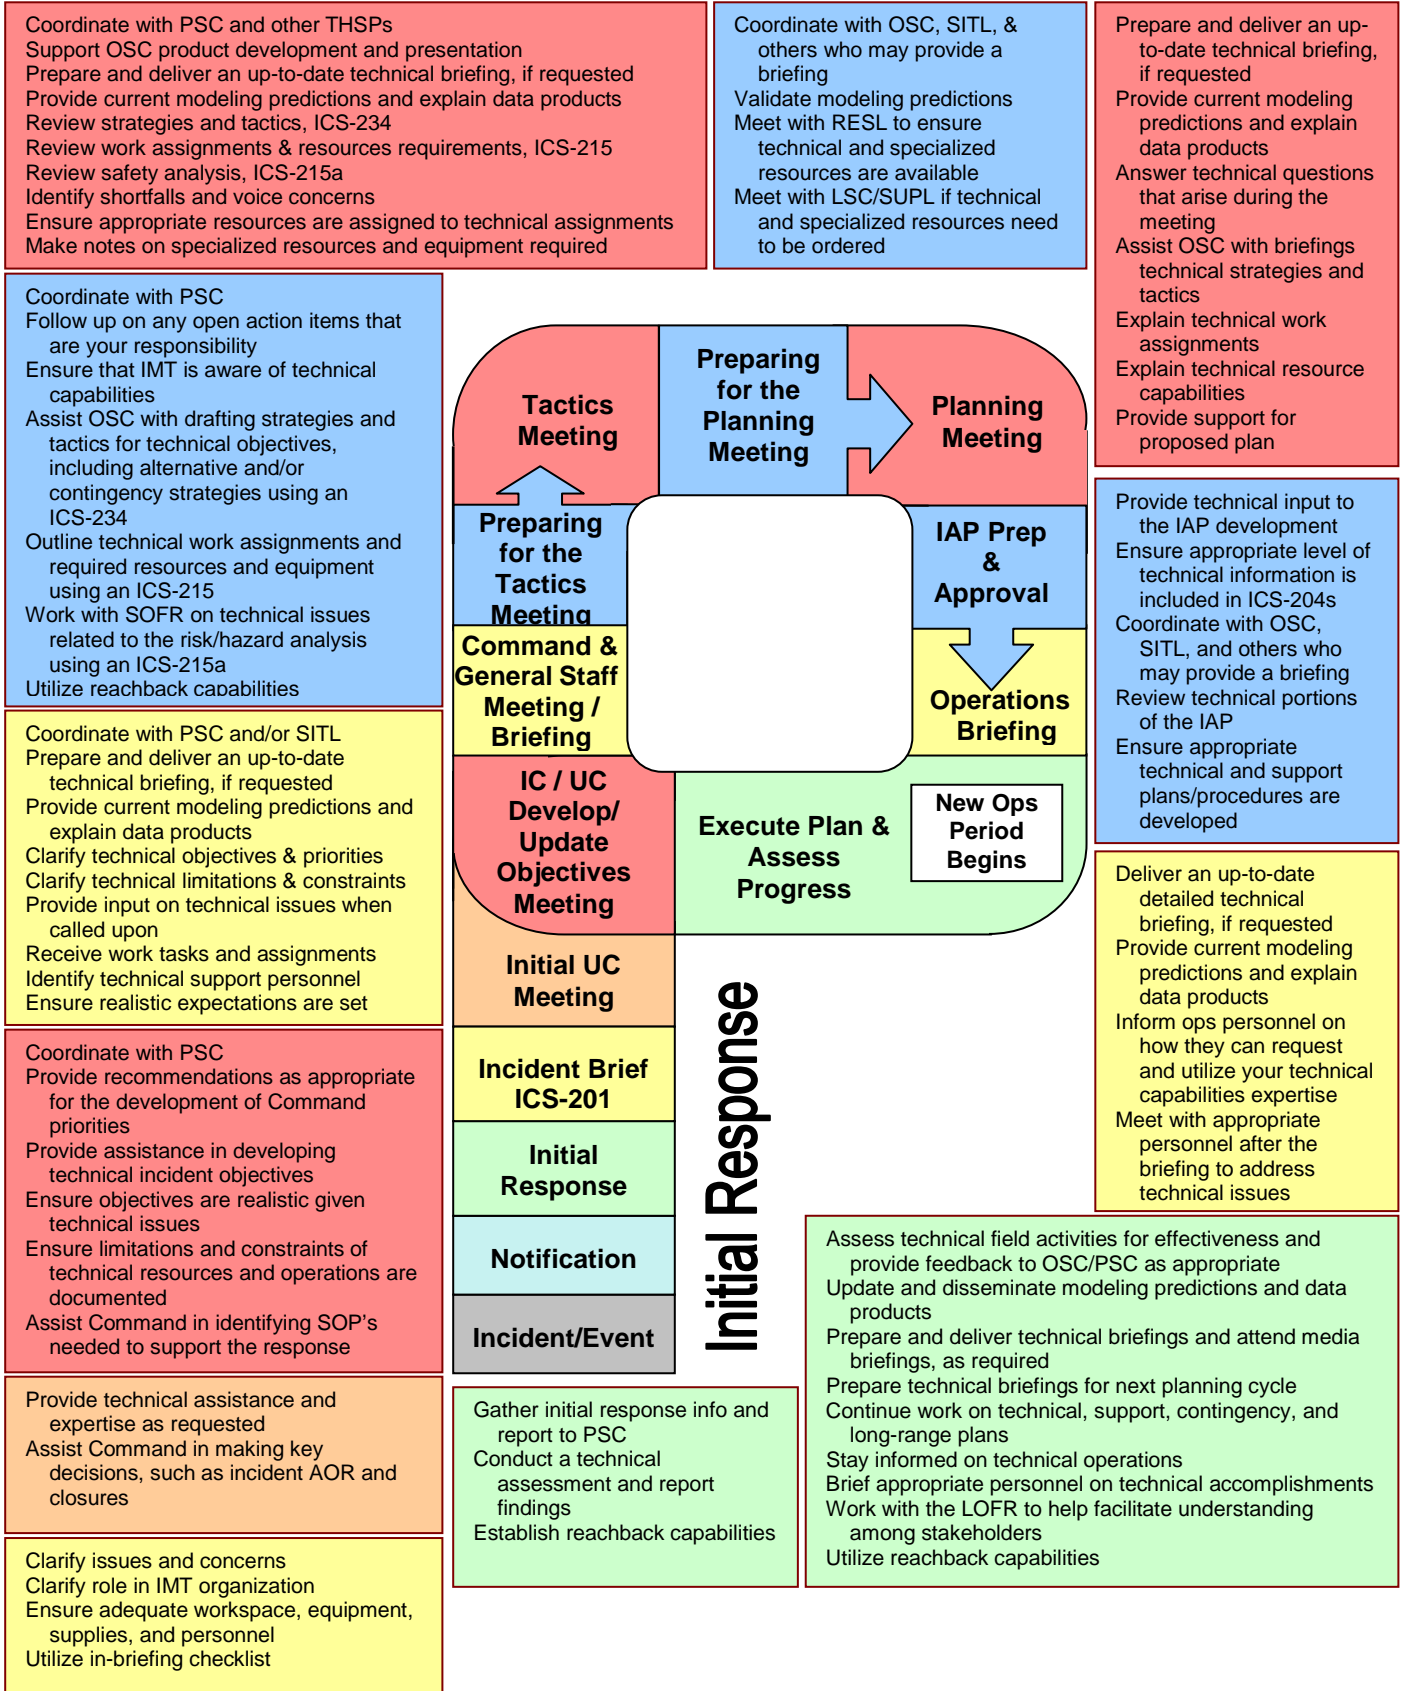 Coordinate with PSC and other THSPs
Support OSC product development and presentation
Prepare and deliver an up-to-date technical briefing, if requested
Provide current modeling predictions and explain data products
Review strategies and tactics, ICS-234
Review work assignments & resources requirements, ICS-215
Review safety analysis, ICS-215a
Identify shortfalls and voice concerns
Ensure appropriate resources are assigned to technical assignments
Make notes on specialized resources and equipment required
Coordinate with OSC, SITL, &
others who may provide a
briefing
Validate modeling predictions
Meet with RESL to ensure
technical and specialized
resources are available
Meet with LSC/SUPL if technical
and specialized resources need
to be ordered
Prepare and deliver an up-
to-date technical briefing,
if requested
Provide current modeling
predictions and explain
data products
Answer technical questions
that arise during the
meeting
Assist OSC with briefings
technical strategies and
tactics
Explain technical work
assignments
Explain technical resource
capabilities
Provide support for
proposed plan
Coordinate with PSC
Follow up on any open action items that
are your responsibility
Ensure that IMT is aware of technical
capabilities
Assist OSC with drafting strategies and
tactics for technical objectives,
including alternative and/or
contingency strategies using an
ICS-234
Outline technical work assignments and
required resources and equipment
using an ICS-215
Work with SOFR on technical issues
related to the risk/hazard analysis
using an ICS-215a
Utilize reachback capabilities
Tactics
Meeting
Preparing
for the
Planning
Meeting
Planning
Meeting
Preparing
for the
Tactics
Meeting
IAP Prep
&
Approval
Command &
General Staff
Meeting /
Briefing
Operations
Briefing
IC / UC
Develop/
Update
Objectives
Meeting
Execute Plan &
Assess
Progress
New Ops
Period
Begins
Initial UC
Meeting
Incident Brief
ICS-201
Initial
Response
Notification
Incident/Event
Initial Response
Provide technical input to
the IAP development
Ensure appropriate level of
technical information is
included in ICS-204s
Coordinate with OSC,
SITL, and others who
may provide a briefing
Review technical portions
of the IAP
Ensure appropriate
technical and support
plans/procedures are
developed
Coordinate with PSC and/or SITL
Prepare and deliver an up-to-date
technical briefing, if requested
Provide current modeling predictions and
explain data products
Clarify technical objectives & priorities
Clarify technical limitations & constraints
Provide input on technical issues when
called upon
Receive work tasks and assignments
Identify technical support personnel
Ensure realistic expectations are set
Deliver an up-to-date
detailed technical
briefing, if requested
Provide current modeling
predictions and explain
data products
Inform ops personnel on
how they can request
and utilize your technical
capabilities expertise
Meet with appropriate
personnel after the
briefing to address
technical issues
Coordinate with PSC
Provide recommendations as appropriate
for the development of Command
priorities
Provide assistance in developing
technical incident objectives
Ensure objectives are realistic given
technical issues
Ensure limitations and constraints of
technical resources and operations are
documented
Assist Command in identifying SOP's
needed to support the response
Assess technical field activities for effectiveness and
provide feedback to OSC/PSC as appropriate
Update and disseminate modeling predictions and data
products
Prepare and deliver technical briefings and attend media
briefings, as required
Prepare technical briefings for next planning cycle
Continue work on technical, support, contingency, and
long-range plans
Stay informed on technical operations
Brief appropriate personnel on technical accomplishments
Work with the LOFR to help facilitate understanding
among stakeholders
Utilize reachback capabilities
Provide technical assistance and
expertise as requested
Assist Command in making key
decisions, such as incident AOR and
closures
Gather initial response info and
report to PSC
Conduct a technical
assessment and report
findings
Establish reachback capabilities
Clarify issues and concerns
Clarify role in IMT organization
Ensure adequate workspace, equipment,
supplies, and personnel
Utilize in-briefing checklist